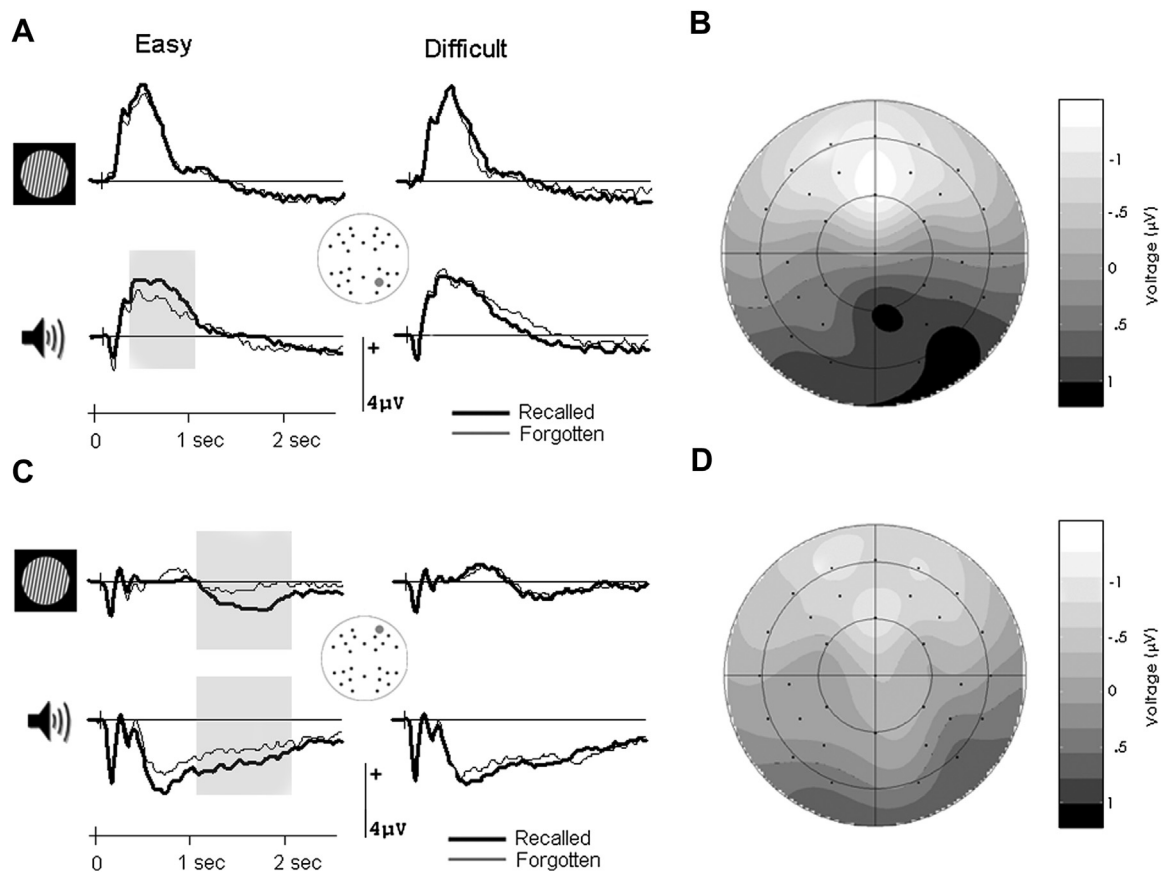 A
Easy
Difficult
B
-1
-.5
0
.5
1
Voltage (µV)
+
4µV
Recalled
Forgotten
0
1 sec
2 sec
C
D
-1
-.5
0
.5
1
Voltage (µV)
+
4µV
Recalled
Forgotten
0
1 sec
2 sec